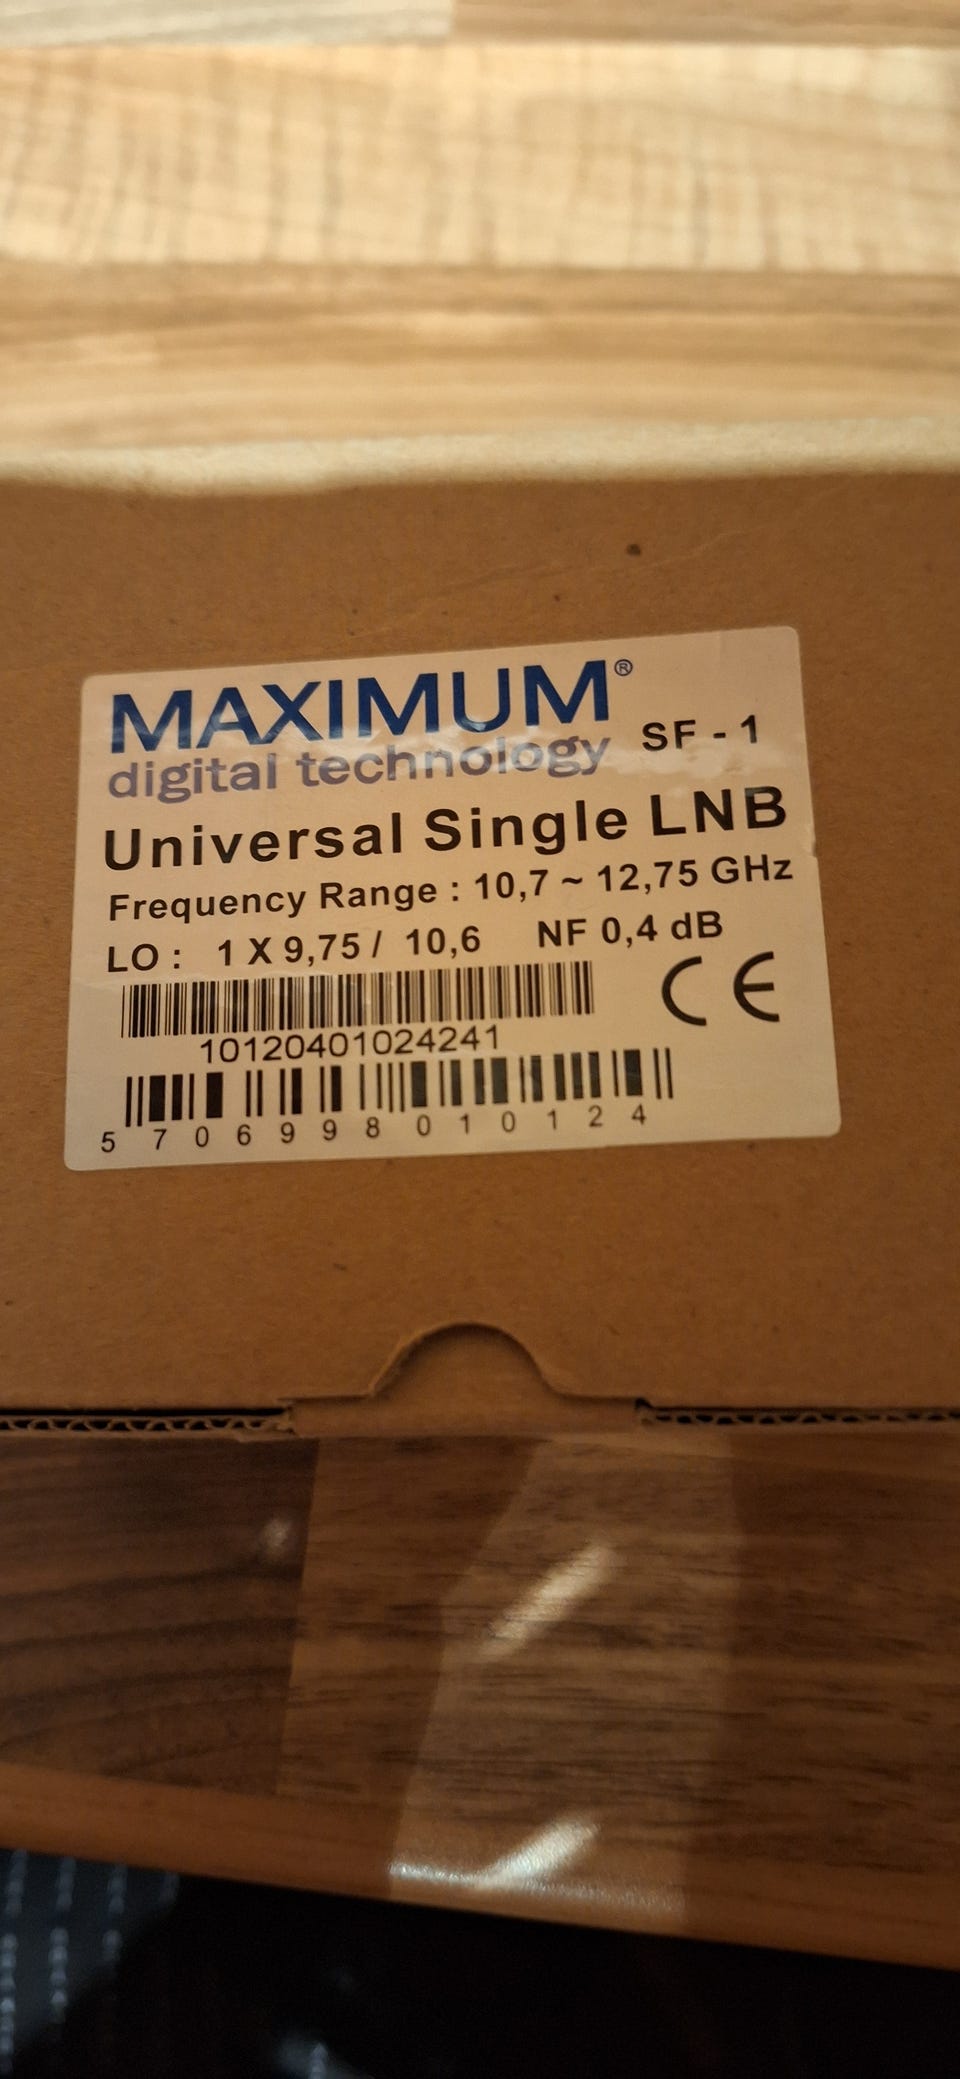 MAXIMUM®
digital technology SF - 1
Universal Single LNB
Frequency Range : 10,7 ~ 12,75 GHz
LO : 1 X 9,75 / 10,6 NF 0,4 dB
CE
10120401024241
5 706998 010124